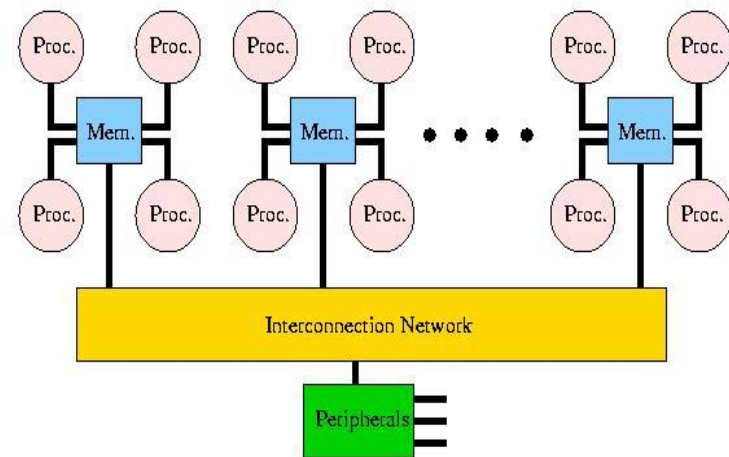 Proc. Proc. Proc. Proc. Proc. Proc.
Mem. Mem. Mem.
Proc. Proc. Proc. Proc. Proc. Proc.
Interconnection Network
Peripherals